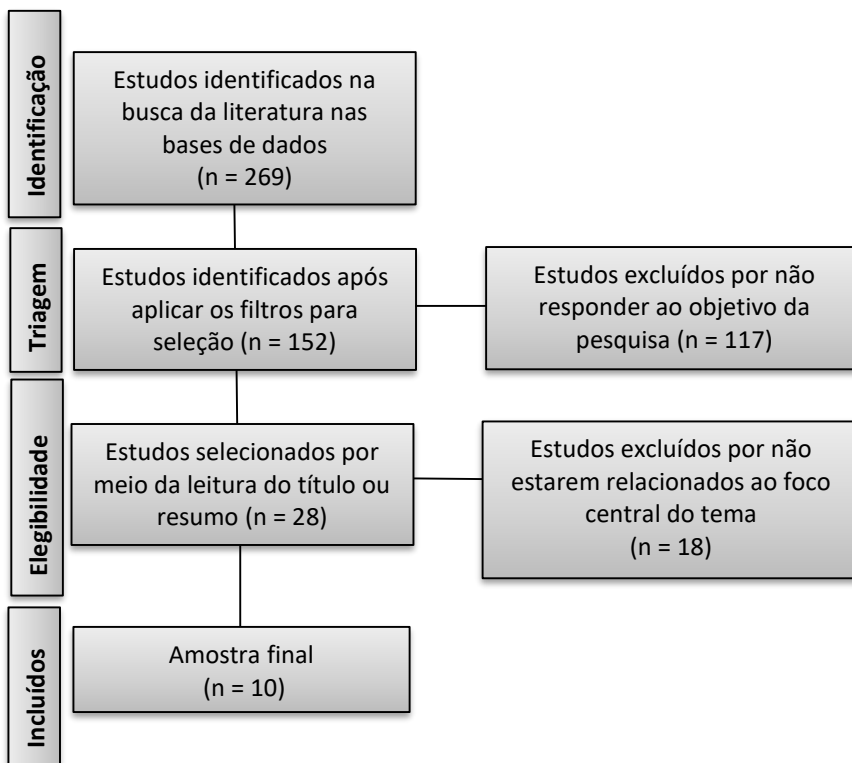 Identificação
Estudos identificados na
busca da literatura nas
bases de dados
(n = 269)
Triagem
Estudos identificados após
aplicar os filtros para
seleção (n = 152)
Estudos excluídos por não
responder ao objetivo da
pesquisa (n = 117)
Elegibilidade
Estudos selecionados por
meio da leitura do título ou
resumo (n = 28)
Estudos excluídos por não
estarem relacionados ao foco
central do tema
(n = 18)
Incluídos
Amostra final
(n = 10)